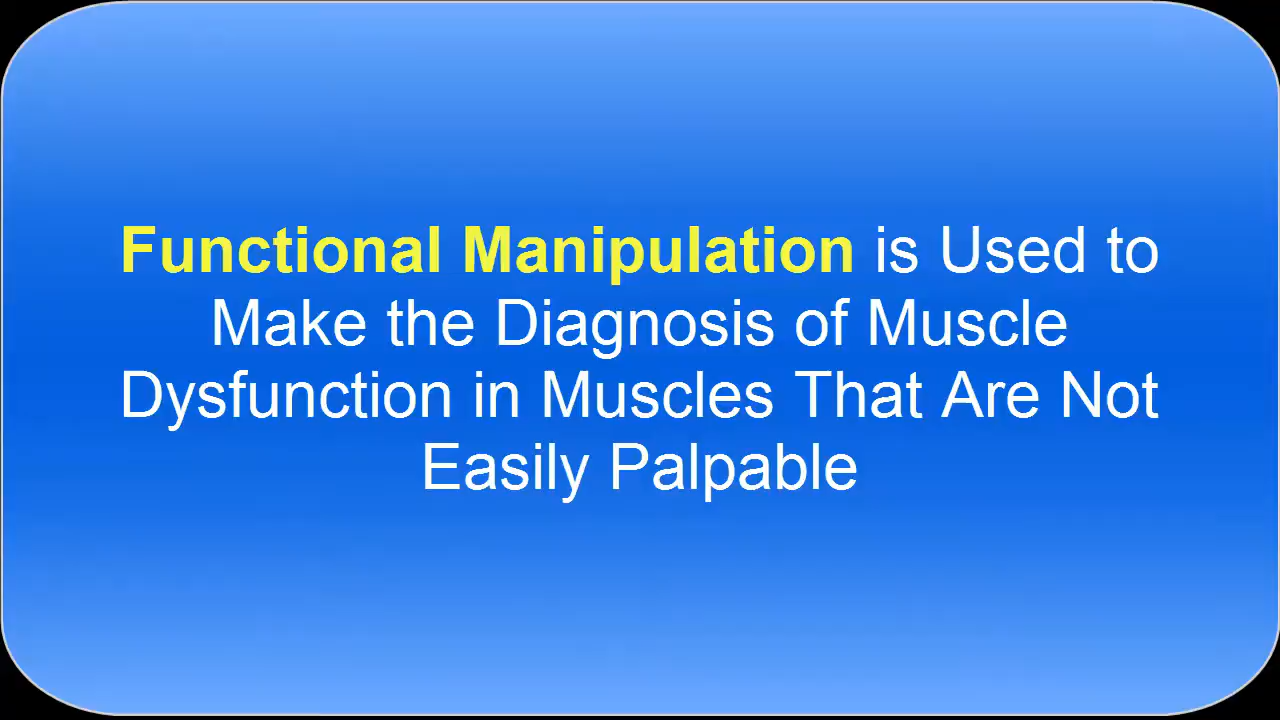 Functional Manipulation is Used to
Make the Diagnosis of Muscle
Dysfunction in Muscles That Are Not
Easily Palpable